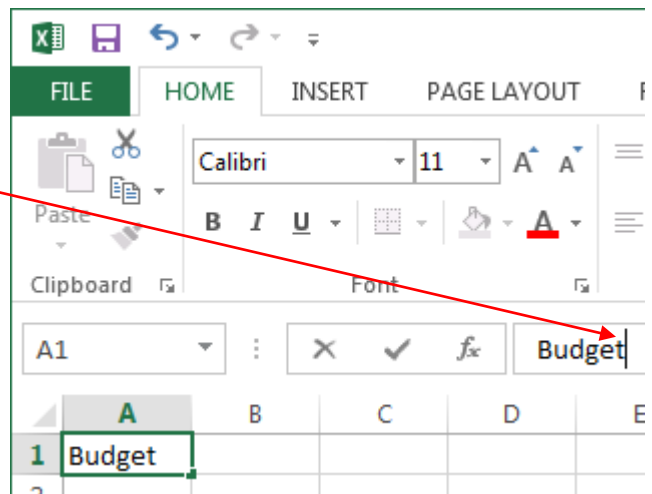 FILE HOME INSERT PAGE LAYOUT
Calibri 11 A A
Paste B I U A
Clipboard Font
A1 fx Budget
A B C D E
1 Budget